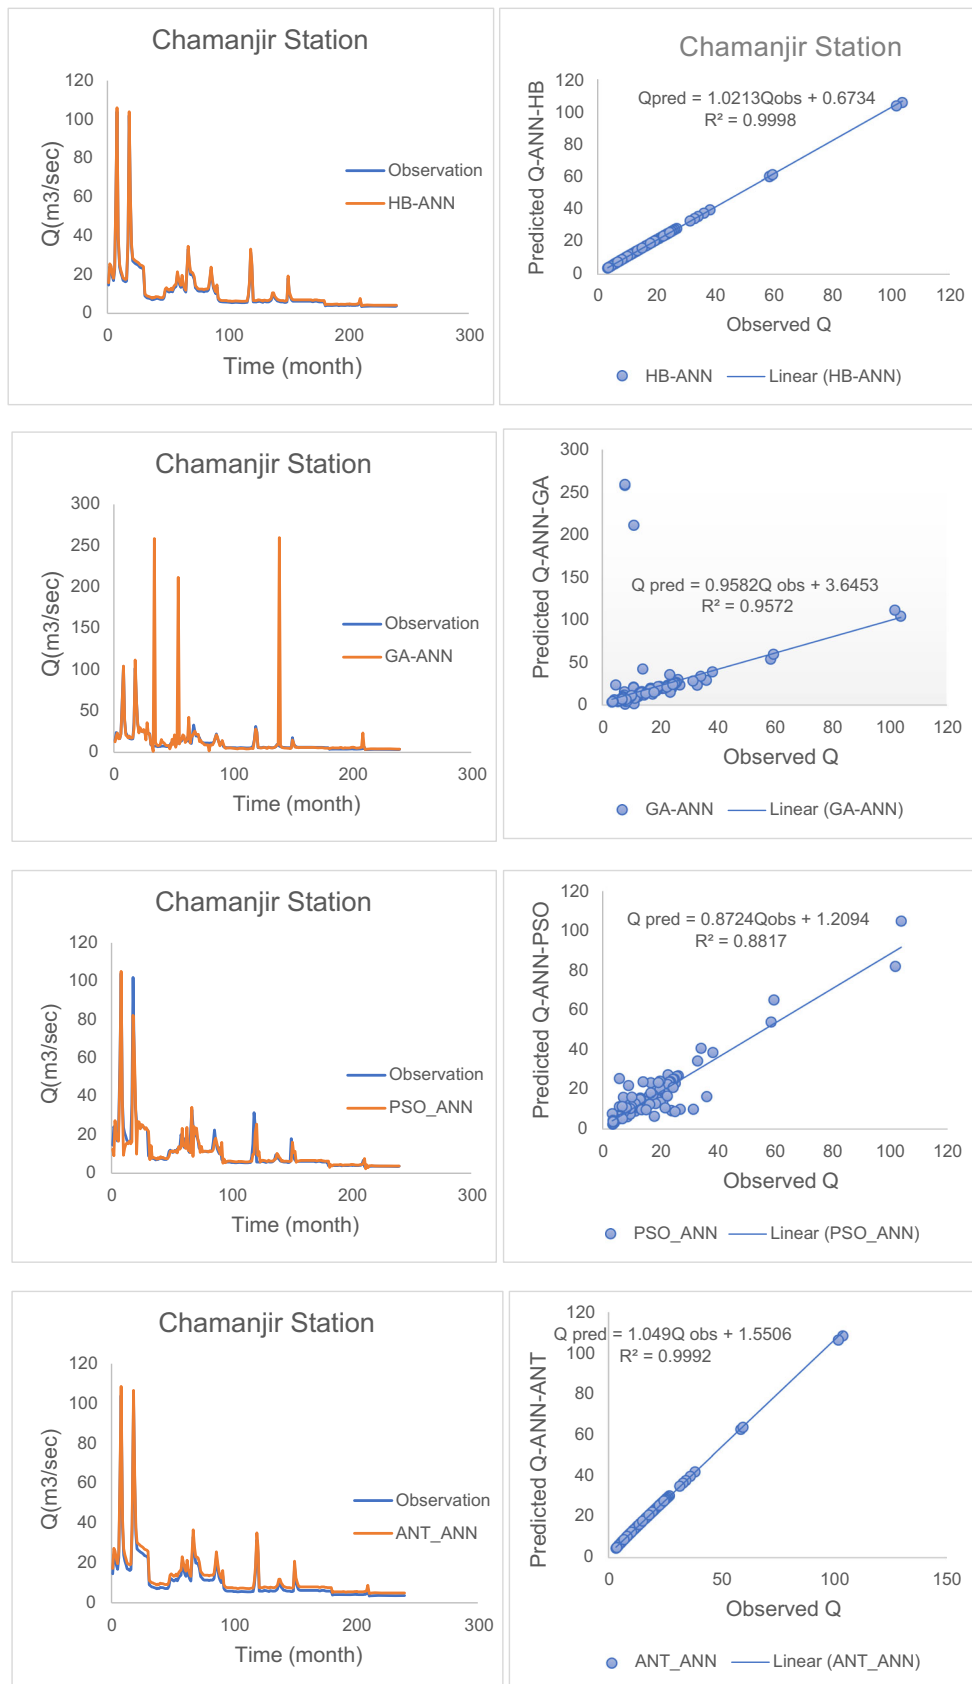 Chamanjir Station
120
100
80
60
40
20
0
Q(m3/sec)
Observation
HB-ANN
0 100 200 300
Time (month)
Chamanjir Station
120
100
80
60
40
20
0
Predicted Q-ANN-HB
Qpred = 1.0213Qobs + 0.6734
R² = 0.9998
0 20 40 60 80 100 120
Observed Q
HB-ANN Linear (HB-ANN)
Chamanjir Station
300
250
200
150
100
50
0
Q(m3/sec)
Observation
GA-ANN
0 100 200 300
Time (month)
300
250
200
150
100
50
0
Predicted Q-ANN-GA
Q pred = 0.9582Q obs + 3.6453
R² = 0.9572
0 20 40 60 80 100 120
Observed Q
GA-ANN Linear (GA-ANN)
Chamanjir Station
120
100
80
60
40
20
0
Q(m3/sec)
Observation
PSO_ANN
0 100 200 300
Time (month)
120
100
80
60
40
20
0
Predicted Q-ANN-PSO
Q pred = 0.8724Qobs + 1.2094
R² = 0.8817
0 20 40 60 80 100 120
Observed Q
PSO_ANN Linear (PSO_ANN)
Chamanjir Station
120
100
80
60
40
20
0
Q(m3/sec)
Observation
ANT_ANN
0 100 200 300
Time (month)
120
100
80
60
40
20
0
Predicted Q-ANN-ANT
Q pred = 1.049Q obs + 1.5506
R² = 0.9992
0 50 100 150
Observed Q
ANT_ANN Linear (ANT_ANN)